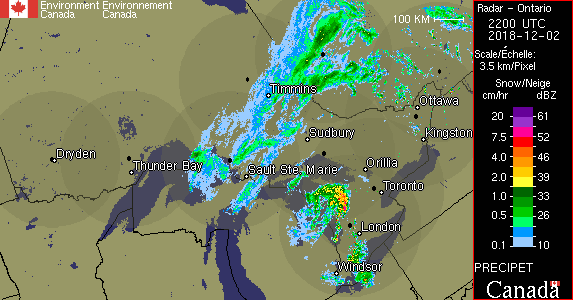 Environment Environnement
Canada Canada
100 KM
Timmins
Ottawa
Sudbury
Kingston
Dryden
Thunder Bay
Sault Ste. Marie
Orillia
Toronto
London
Windsor
Radar - Ontario
2200 UTC
2018-12-02
Scale/Échelle:
3.5 km/Pixel
Snow/Neige
cm/hr dBZ
20 61
7.5 52
4.0 46
2.0 39
1.0 33
0.5 26
0.1 10
PRECIPET
Canada